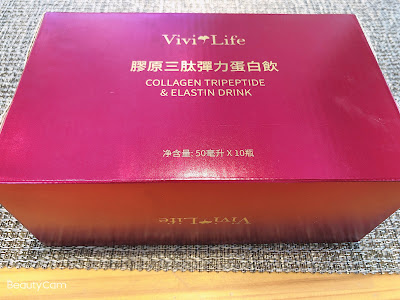 Vivi Life
膠原三肽彈力蛋白飲
COLLAGEN TRIPEPTIDE
& ELASTIN DRINK
净含量: 50毫升 X 10瓶
Vivi Life
BeautyCam